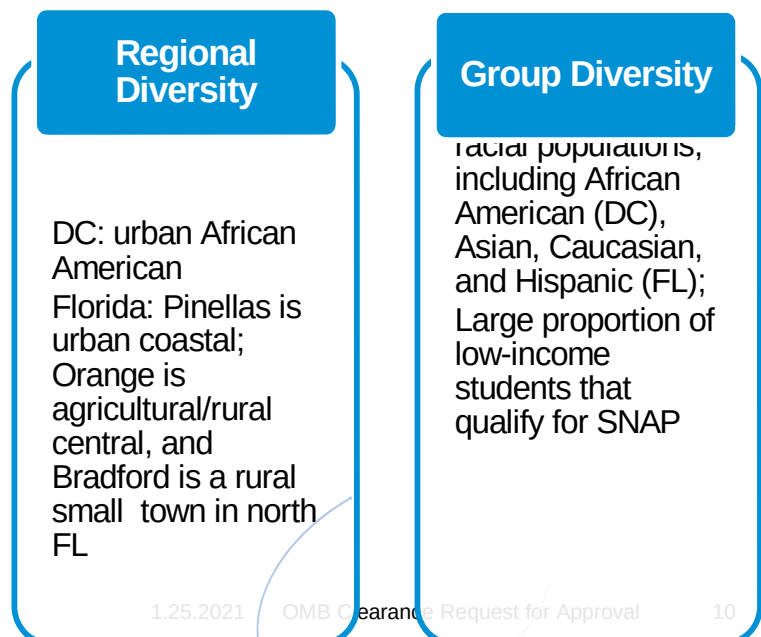 Regional
Diversity
DC: urban African
American
Florida: Pinellas is
urban coastal;
Orange is
agricultural/rural
central, and
Bradford is a rural
small  town in north
FL
Group Diversity
racial populations,
including African
American (DC),
Asian, Caucasian,
and Hispanic (FL);
Large proportion of
low-income
students that
qualify for SNAP
1.25.2021 OMB Clearance Request for Approval 10